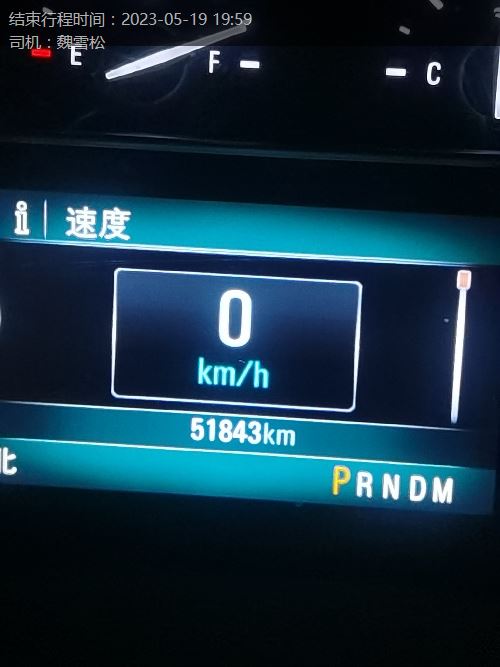 结束行程时间：2023-05-19 19:59
司机：魏雪松
E F C
i 速度
0
km/h
51843km
北
PRNDM